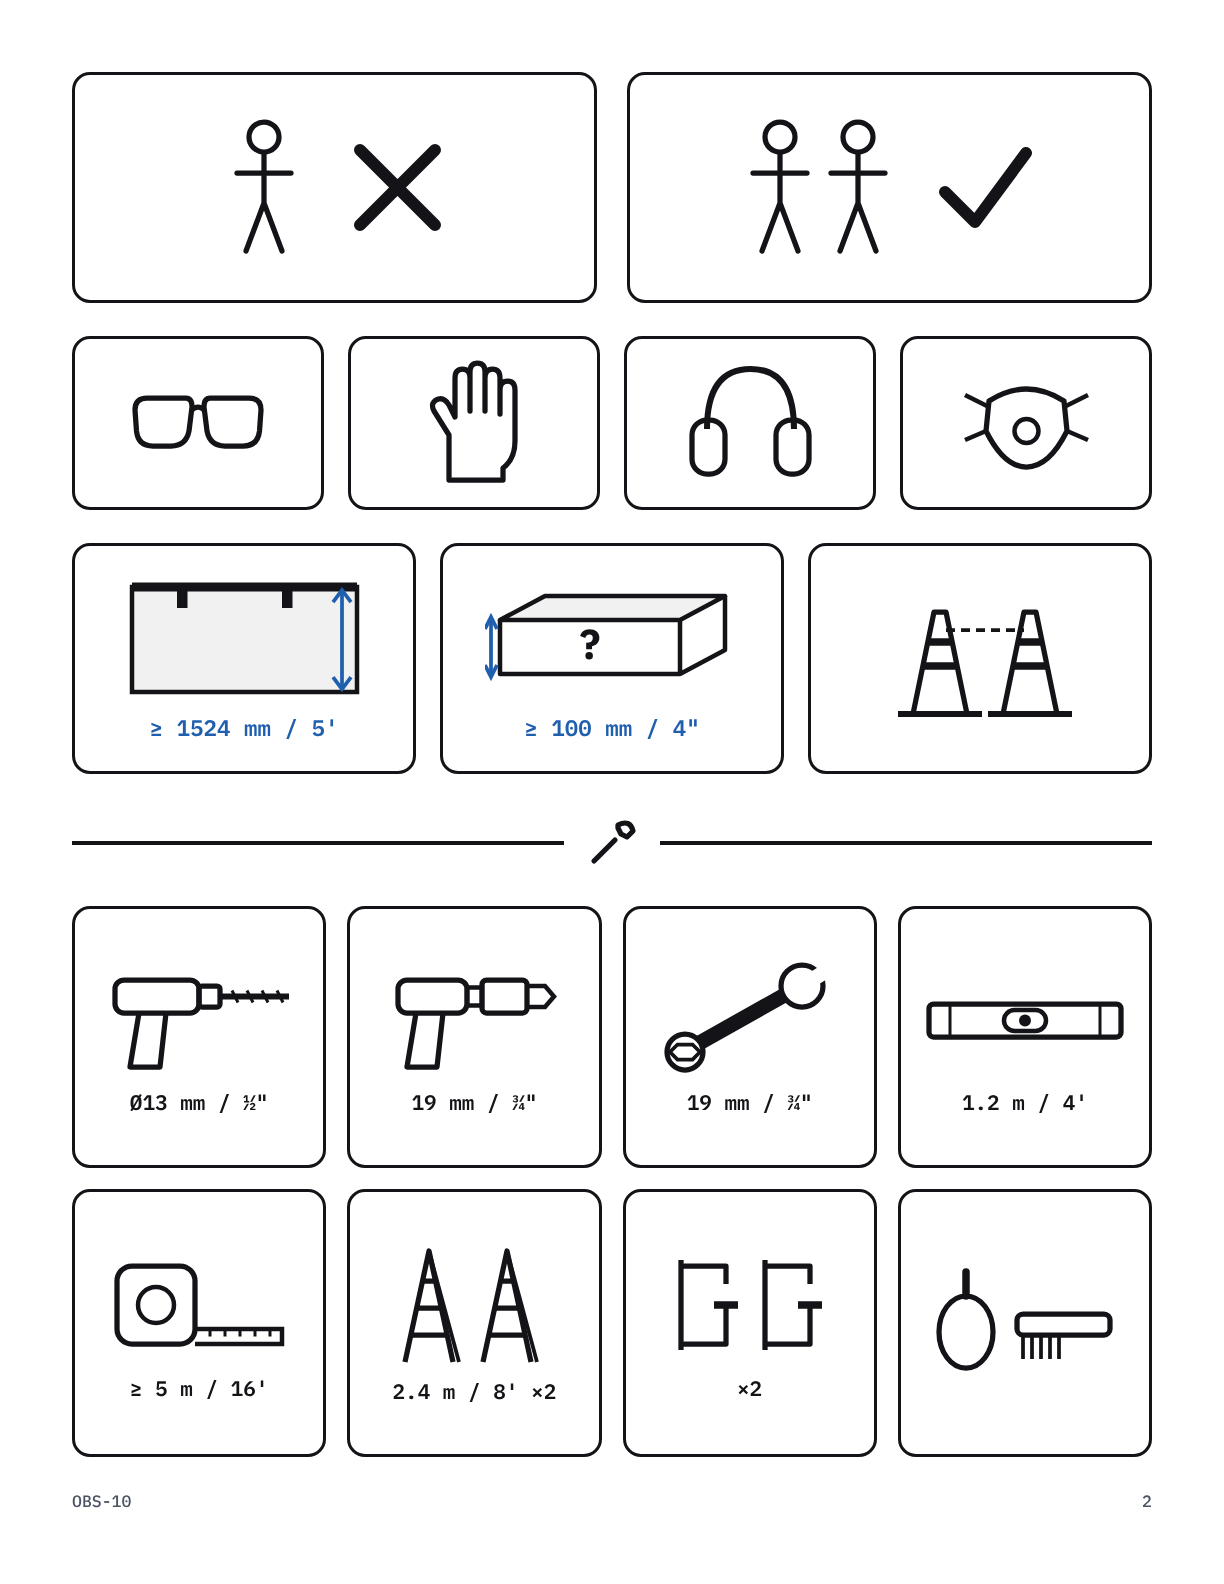 ?
≥ 1524 mm / 5'
≥ 100 mm / 4"
Ø13 mm / ½"
19 mm / ¾"
19 mm / ¾"
1.2 m / 4'
≥ 5 m / 16'
2.4 m / 8' ×2
×2
OBS-10
2